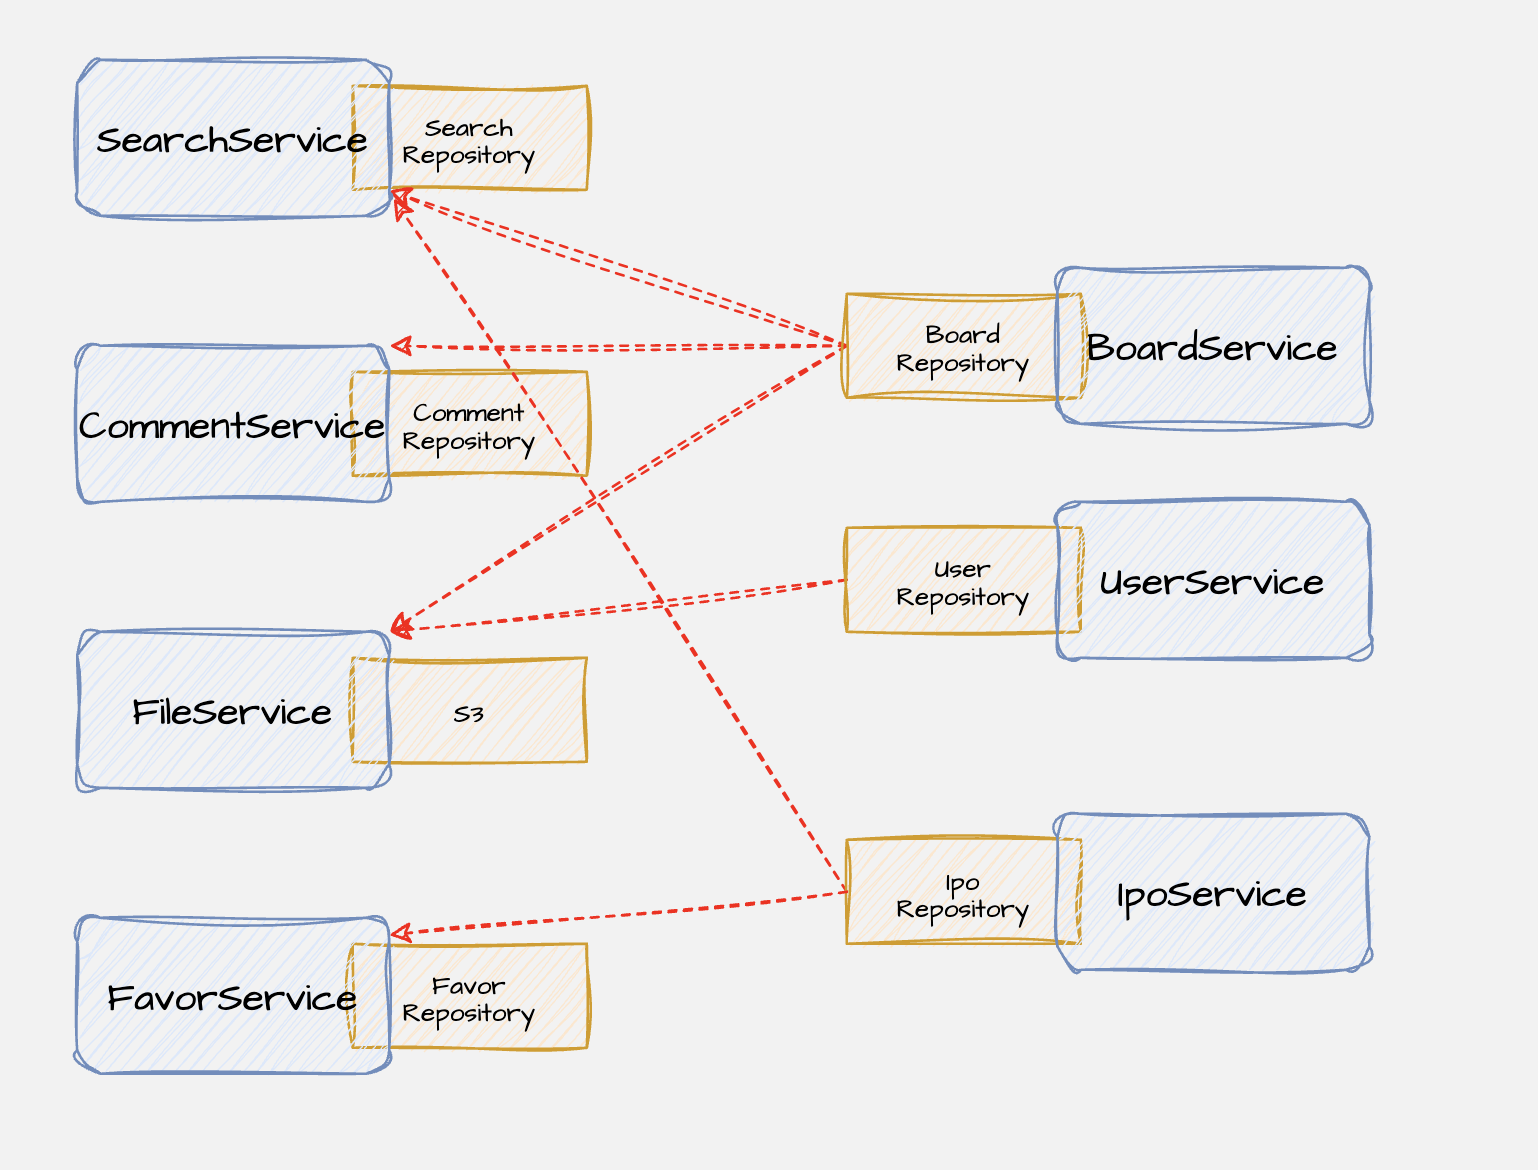 SearchService
Search
Repository
BoardService
Board
Repository
CommentService
Comment
Repository
UserService
User
Repository
FileService
S3
IpoService
Ipo
Repository
FavorService
Favor
Repository